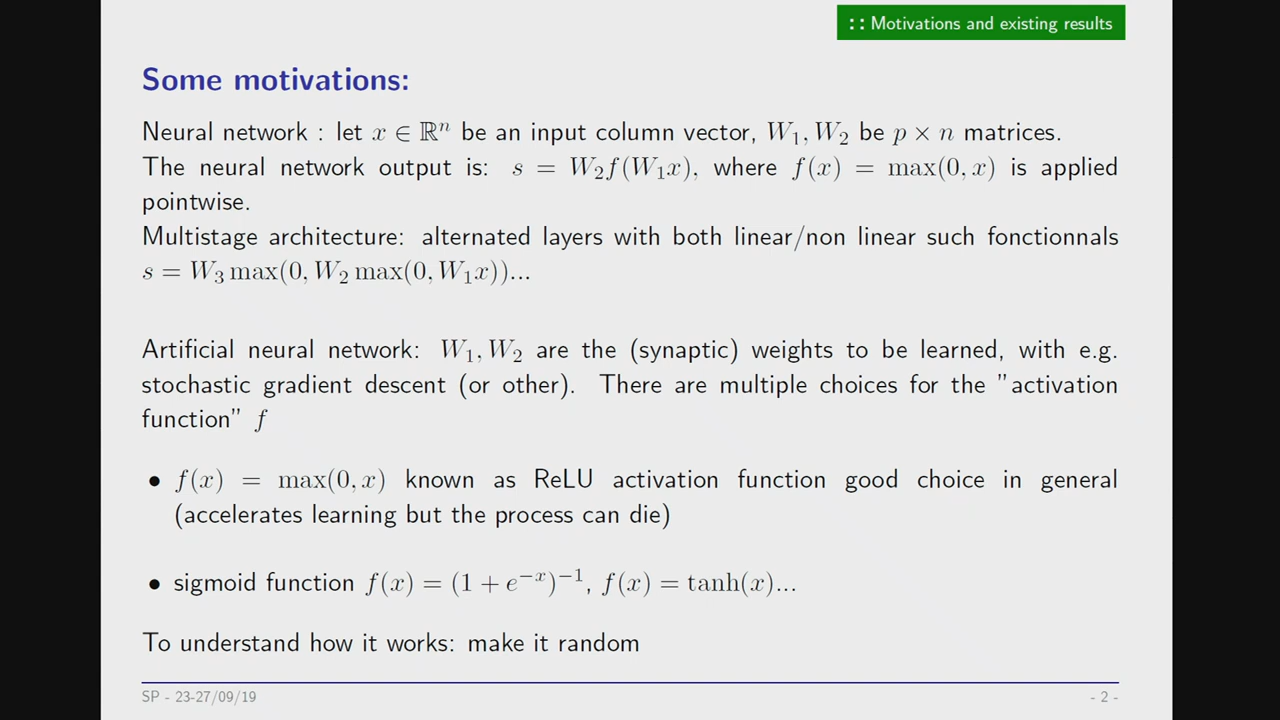 :: Motivations and existing results
Some motivations:
Neural network : let x ∈ ℝⁿ be an input column vector, W₁, W₂ be p × n matrices.
The neural network output is: s = W₂f(W₁x), where f(x) = max(0, x) is applied
pointwise.
Multistage architecture: alternated layers with both linear/non linear such fonctionnals
s = W₃ max(0, W₂ max(0, W₁x))...
Artificial neural network: W₁, W₂ are the (synaptic) weights to be learned, with e.g.
stochastic gradient descent (or other). There are multiple choices for the ”activation
function” f
• f(x) = max(0, x) known as ReLU activation function good choice in general
(accelerates learning but the process can die)
• sigmoid function f(x) = (1 + e⁻ˣ)⁻¹, f(x) = tanh(x)...
To understand how it works: make it random
SP - 23-27/09/19
- 2 -